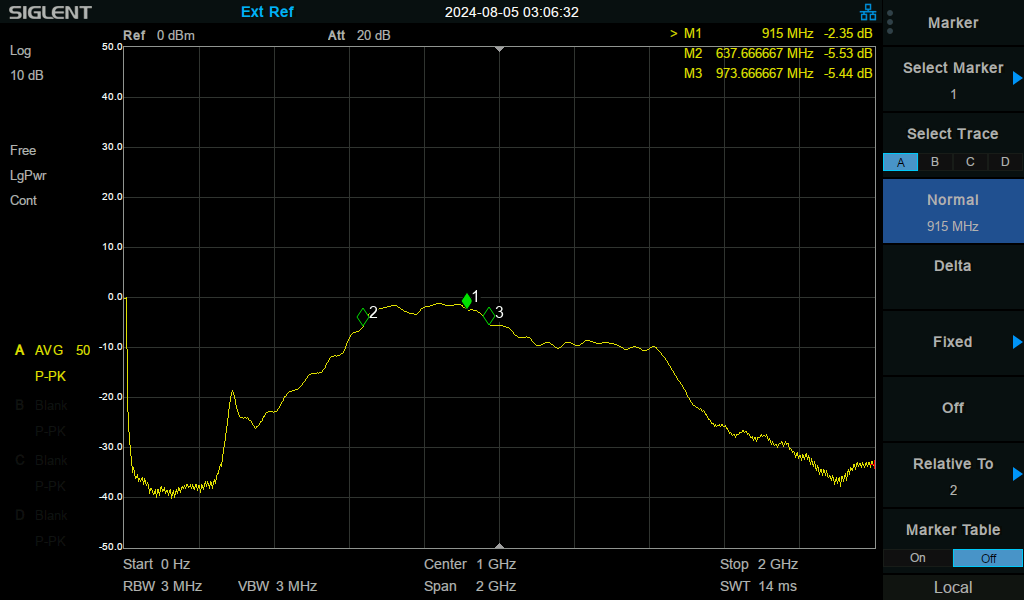 SIGLENT Ext Ref 2024-08-05 03:06:32
Ref 0 dBm Att 20 dB
> M1 915 MHz -2.35 dB
M2 637.666667 MHz -5.53 dB
M3 973.666667 MHz -5.44 dB
Log
10 dB
Free
LgPwr
Cont
A AVG 50
P-PK
B Blank
P-PK
C Blank
P-PK
D Blank
P-PK
50.0
40.0
30.0
20.0
10.0
0.0
-10.0
-20.0
-30.0
-40.0
-50.0
2
1
3
Start 0 Hz Center 1 GHz Stop 2 GHz
RBW 3 MHz VBW 3 MHz Span 2 GHz SWT 14 ms
Marker
Select Marker
1
Select Trace
A B C D
Normal
915 MHz
Delta
Fixed
Off
Relative To
2
Marker Table
On Off
Local